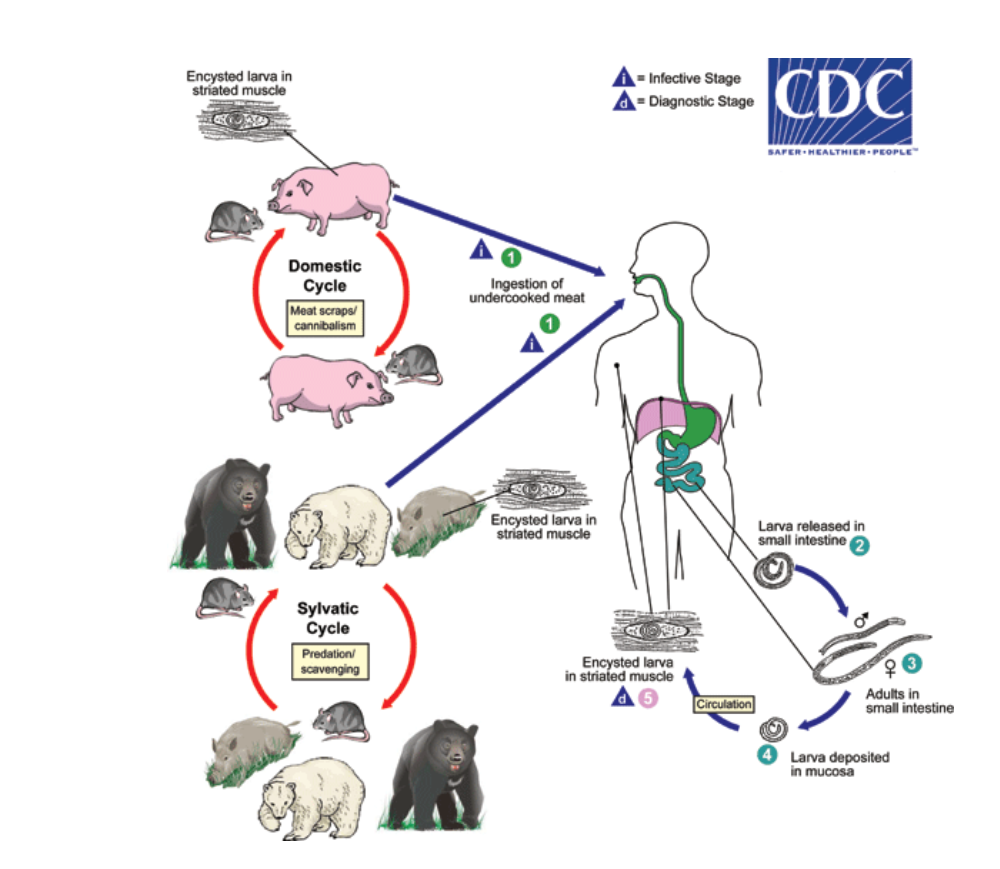 Encysted larva in
striated muscle
i = Infective Stage
d = Diagnostic Stage
CDC
SAFER • HEALTHIER • PEOPLE™
Domestic
Cycle
Meat scraps/
cannibalism
i 1
Ingestion of
undercooked meat
1
i
Encysted larva in
striated muscle
Larva released in
small intestine 2
Sylvatic
Cycle
Predation/
scavenging
♂
♀ 3
Adults in
small intestine
Encysted larva
in striated muscle
d 5
Circulation
4
Larva deposited
in mucosa